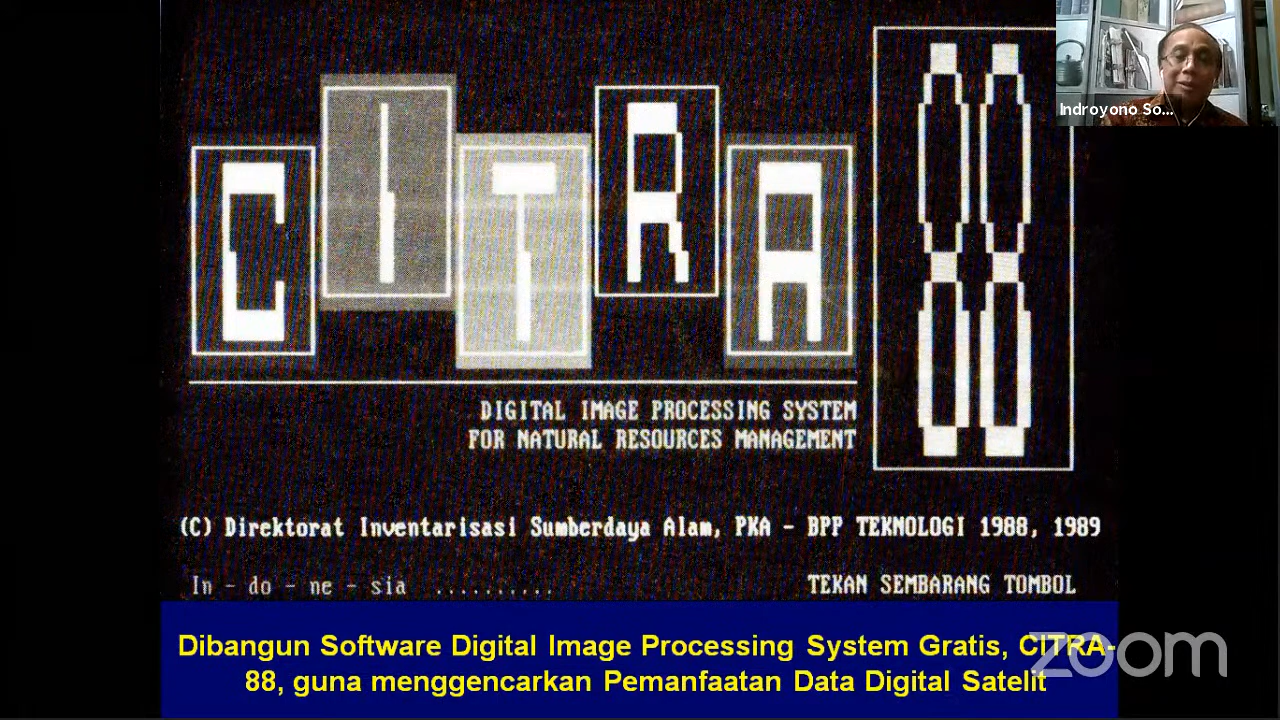 Indroyono So...
CITRA 88
DIGITAL IMAGE PROCESSING SYSTEM
FOR NATURAL RESOURCES MANAGEMENT
(C) Direktorat Inventarisasi Sumberdaya Alam, PKA - BPP TEKNOLOGI 1988, 1989
In - do - ne - sia ..........
TEKAN SEMBARANG TOMBOL
Dibangun Software Digital Image Processing System Gratis, CITRA-
88, guna menggencarkan Pemanfaatan Data Digital Satelit
zoom